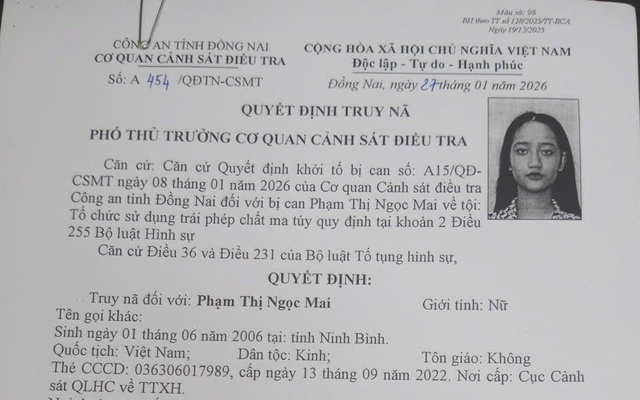 Mẫu số: 98
BH theo TT số 128/2025/TT-BCA
Ngày 19/12/2025
CÔNG AN TỈNH ĐỒNG NAI
CƠ QUAN CẢNH SÁT ĐIỀU TRA
Số: A 454/QĐTN-CSMT
CỘNG HÒA XÃ HỘI CHỦ NGHĨA VIỆT NAM
Độc lập - Tự do - Hạnh phúc
Đồng Nai, ngày 27 tháng 01 năm 2026
QUYẾT ĐỊNH TRUY NÃ
PHÓ THỦ TRƯỞNG CƠ QUAN CẢNH SÁT ĐIỀU TRA
Căn cứ: Căn cứ Quyết định khởi tố bị can số: A15/QĐ-
CSMT ngày 08 tháng 01 năm 2026 của Cơ quan Cảnh sát điều tra
Công an tỉnh Đồng Nai đối với bị can Phạm Thị Ngọc Mai về tội:
Tổ chức sử dụng trái phép chất ma túy quy định tại khoản 2 Điều
255 Bộ luật Hình sự
Căn cứ Điều 36 và Điều 231 của Bộ luật Tố tụng hình sự,
QUYẾT ĐỊNH:
Truy nã đối với: Phạm Thị Ngọc Mai Giới tính: Nữ
Tên gọi khác:
Sinh ngày 01 tháng 06 năm 2006 tại: tỉnh Ninh Bình.
Quốc tịch: Việt Nam; Dân tộc: Kinh; Tôn giáo: Không
Thẻ CCCD: 036306017989, cấp ngày 13 tháng 09 năm 2022. Nơi cấp: Cục Cảnh
sát QLHC về TTXH.